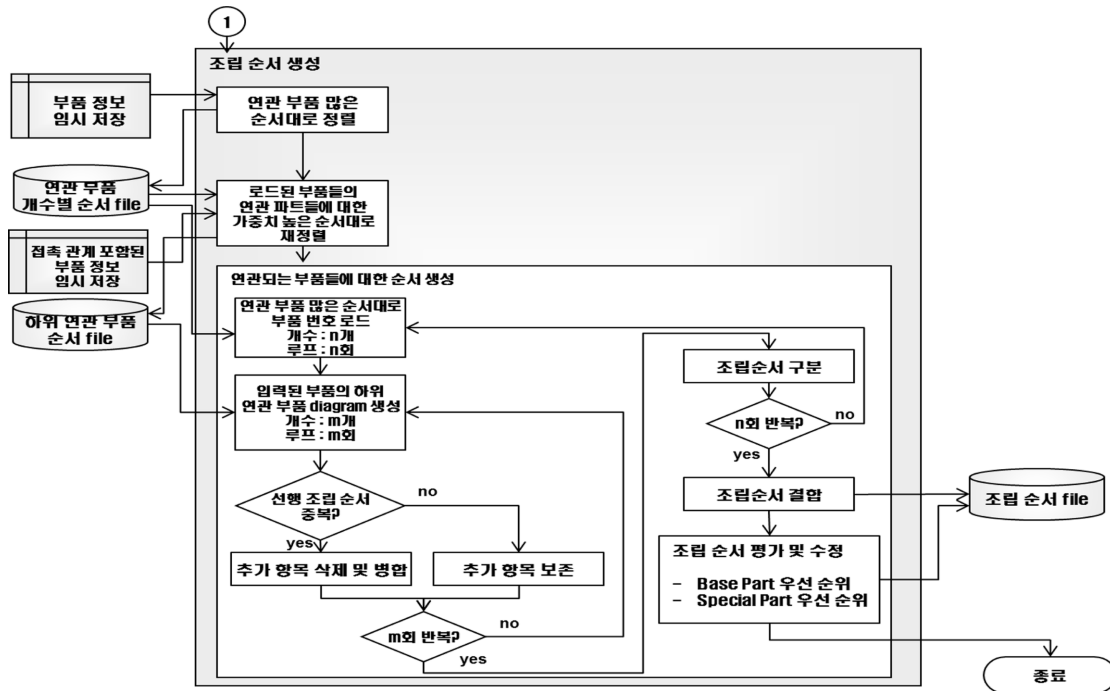 1
조립 순서 생성
부품 정보
임시 저장
연관 부품 많은
순서대로 정렬
연관 부품
개수별 순서 file
로드된 부품들의
연관 파트들에 대한
가중치 높은 순서대로
재정렬
접촉 관계 포함된
부품 정보
임시 저장
하위 연관 부품
순서 file
연관되는 부품들에 대한 순서 생성
연관 부품 많은 순서대로
부품 번호 로드
개수 : n개
루프 : n회
입력된 부품의 하위
연관 부품 diagram 생성
개수 : m개
루프 : m회
선행 조립 순서
중복?
no
yes
추가 항목 삭제 및 병합
추가 항목 보존
m회 반복?
no
yes
조립순서 구분
n회 반복?
no
yes
조립순서 결합
조립 순서 file
조립 순서 평가 및 수정
- Base Part 우선 순위
- Special Part 우선 순위
종료